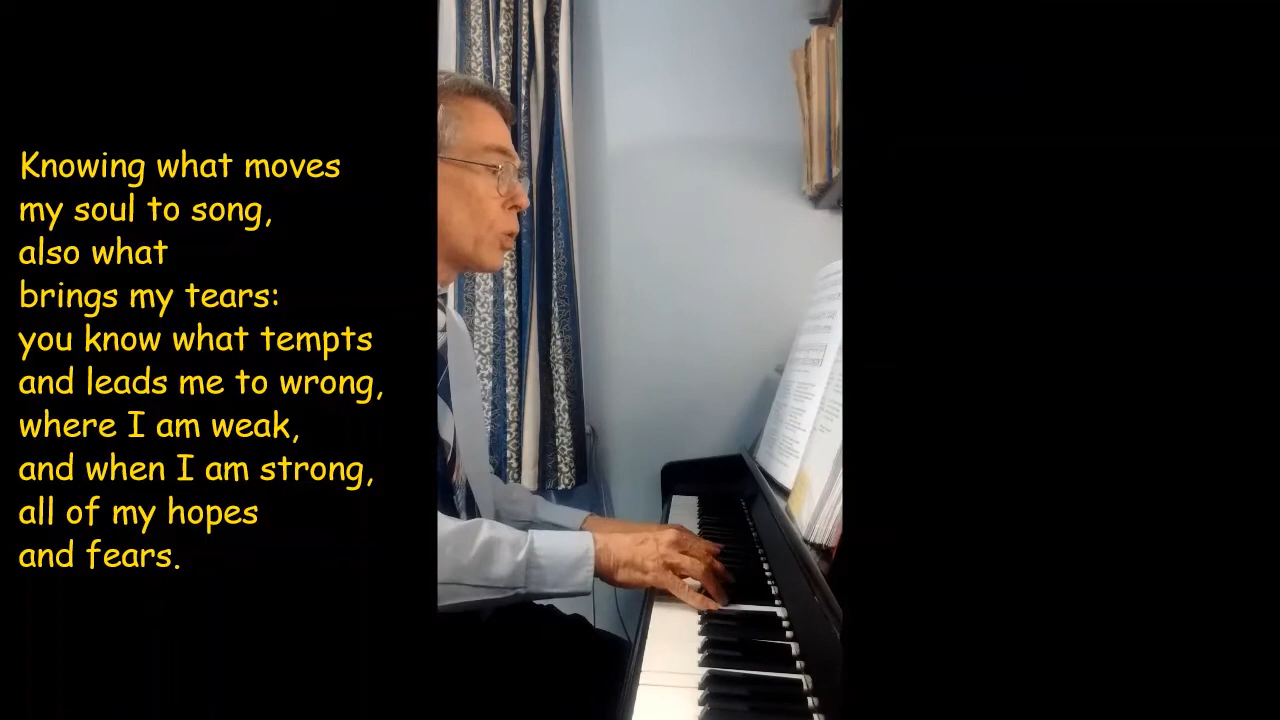 Knowing what moves
my soul to song,
also what
brings my tears:
you know what tempts
and leads me to wrong,
where I am weak,
and when I am strong,
all of my hopes
and fears.